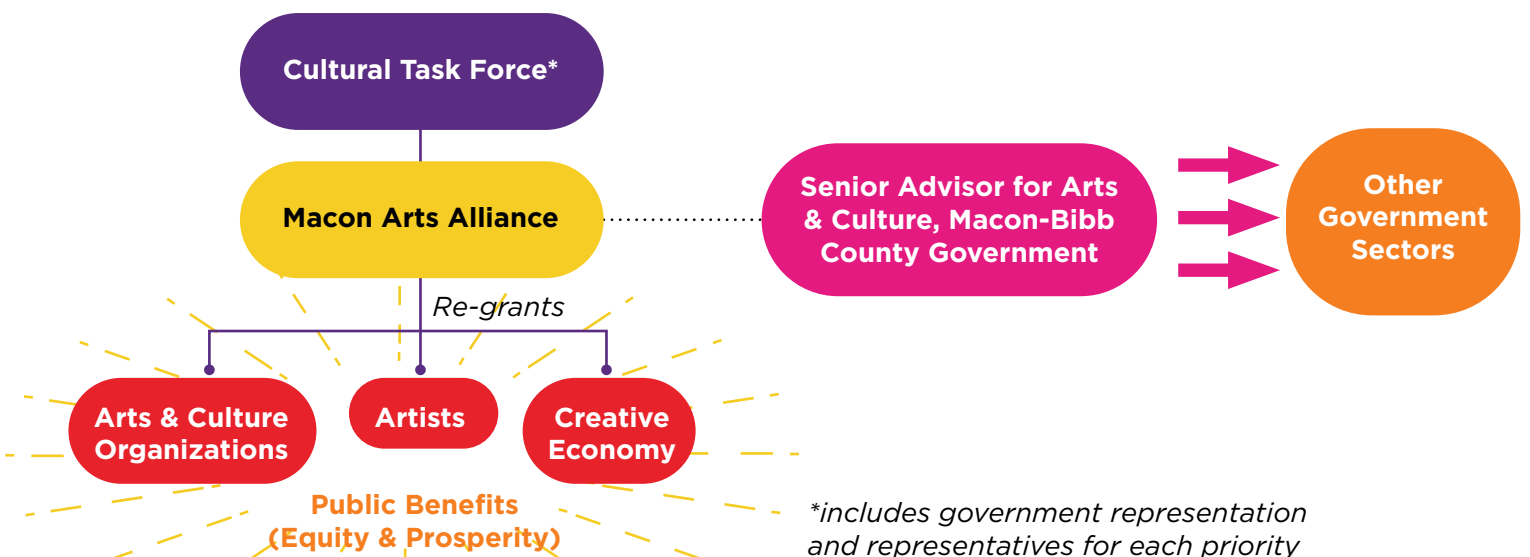 Cultural Task Force*
Macon Arts Alliance
Senior Advisor for Arts
& Culture, Macon-Bibb
County Government
Other
Government
Sectors
Re-grants
Arts & Culture
Organizations
Artists
Creative
Economy
Public Benefits
(Equity & Prosperity)
*includes government representation
and representatives for each priority